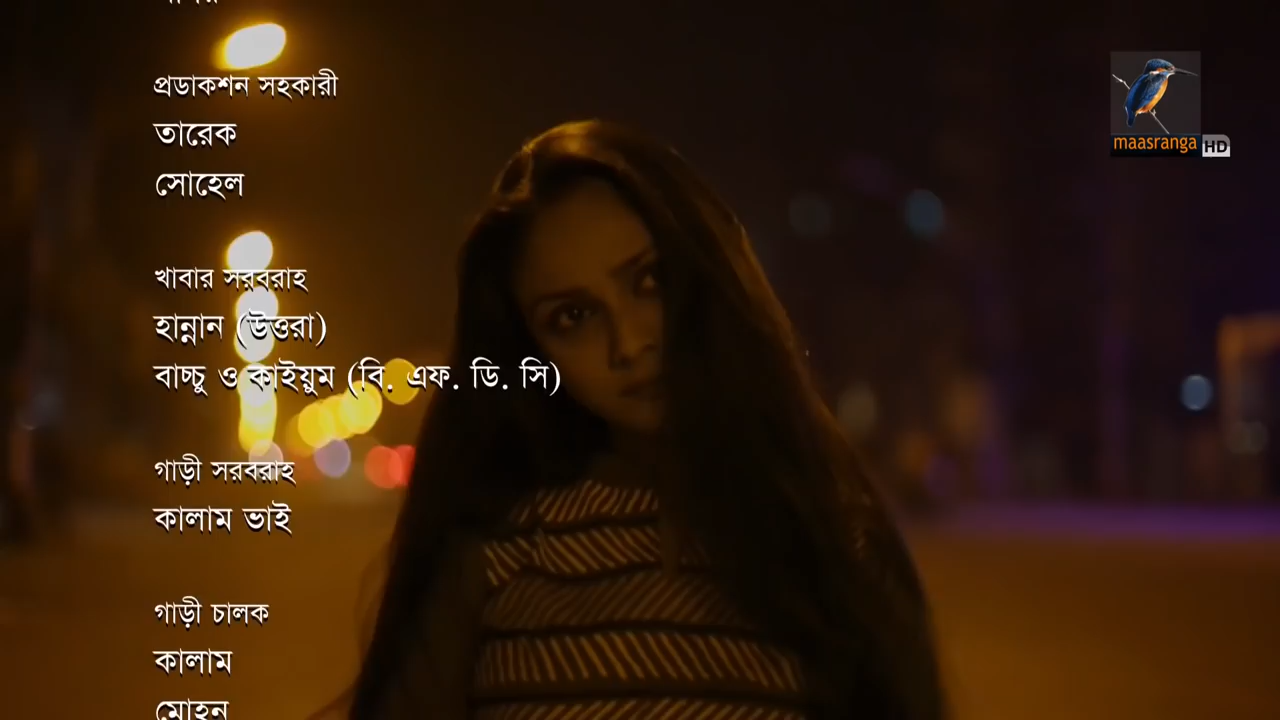 প্রডাকশন সহকারী
তারেক
সোহেল
খাবার সরবরাহ
হান্নান (উত্তরা)
বাচ্চু ও কাইয়ুম (বি. এফ. ডি. সি)
গাড়ী সরবরাহ
কালাম ভাই
গাড়ী চালক
কালাম
মোহন
maasranga HD